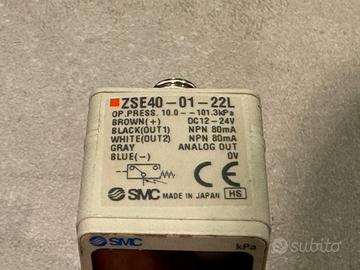 ZSE40-01-22L
OP.PRESS. 10.0~-101.3kPa
BROWN(+) DC12-24V
BLACK(OUT1) NPN 80mA
WHITE(OUT2) NPN 80mA
GRAY ANALOG OUT
BLUE(-) 0V
SMC MADE IN JAPAN HS
CE
SMC kPa
subito